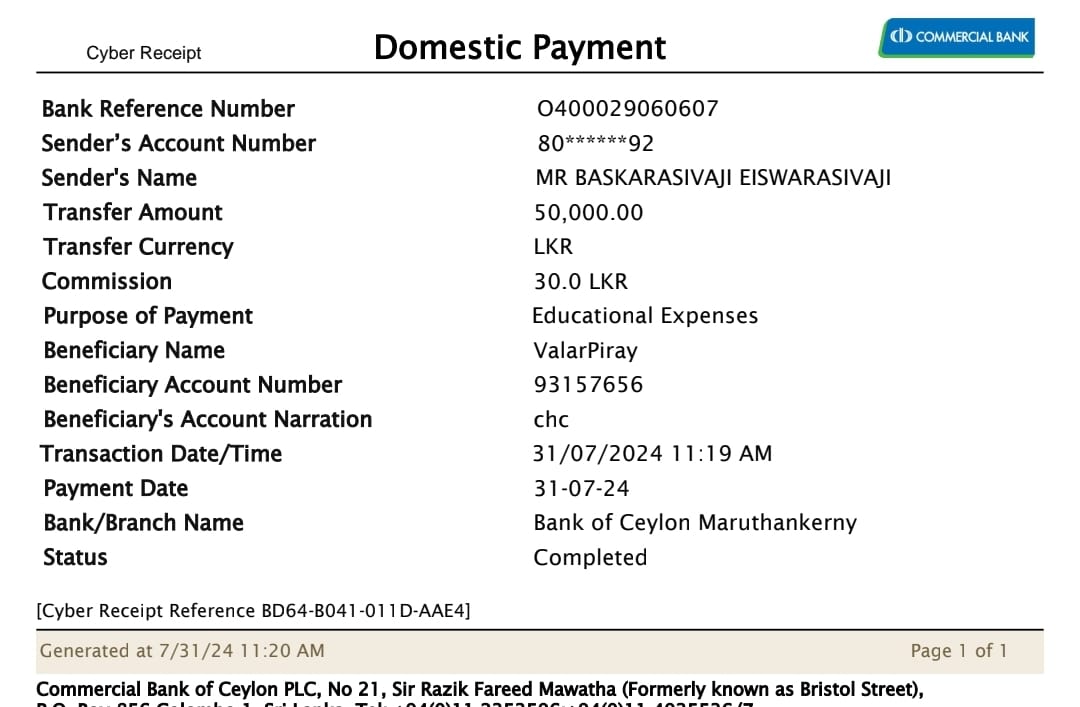 Cyber Receipt
Domestic Payment
COMMERCIAL BANK
Bank Reference Number O400029060607
Sender’s Account Number 80******92
Sender's Name MR BASKARASIVAJI EISWARASIVAJI
Transfer Amount 50,000.00
Transfer Currency LKR
Commission 30.0 LKR
Purpose of Payment Educational Expenses
Beneficiary Name ValarPiray
Beneficiary Account Number 93157656
Beneficiary's Account Narration chc
Transaction Date/Time 31/07/2024 11:19 AM
Payment Date 31-07-24
Bank/Branch Name Bank of Ceylon Maruthankerny
Status Completed
[Cyber Receipt Reference BD64-B041-011D-AAE4]
Generated at 7/31/24 11:20 AM Page 1 of 1
Commercial Bank of Ceylon PLC, No 21, Sir Razik Fareed Mawatha (Formerly known as Bristol Street),